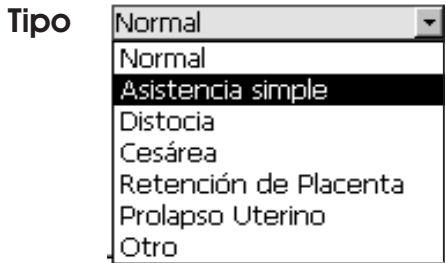 Tipo Normal
Normal
Asistencia simple
Distocia
Cesárea
Retención de Placenta
Prolapso Uterino
Otro